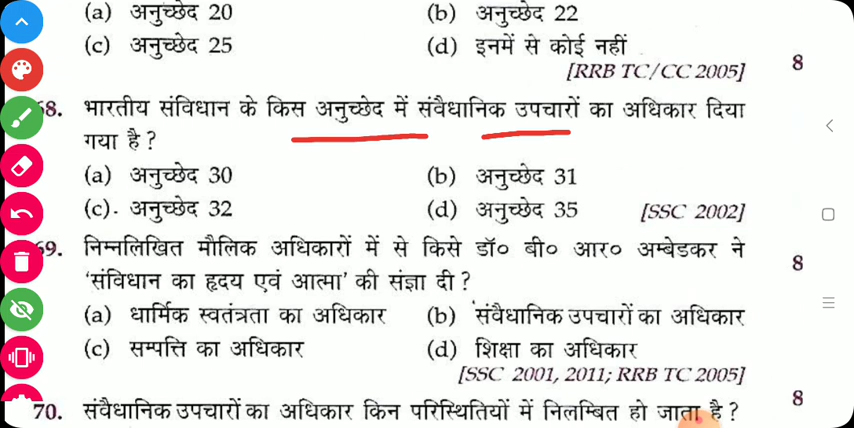 (a) अनुच्छेद 20 (b) अनुच्छेद 22
(c) अनुच्छेद 25 (d) इनमें से कोई नहीं
[RRB TC/CC 2005] 8
68. भारतीय संविधान के किस अनुच्छेद में संवैधानिक उपचारों का अधिकार दिया
गया है ?
(a) अनुच्छेद 30 (b) अनुच्छेद 31
(c). अनुच्छेद 32 (d) अनुच्छेद 35 [SSC 2002]
69. निम्नलिखित मौलिक अधिकारों में से किसे डॉ० बी० आर० अम्बेडकर ने 8
'संविधान का हृदय एवं आत्मा' की संज्ञा दी ?
(a) धार्मिक स्वतंत्रता का अधिकार (b) संवैधानिक उपचारों का अधिकार
(c) सम्पत्ति का अधिकार (d) शिक्षा का अधिकार
[SSC 2001, 2011; RRB TC 2005]
70. संवैधानिक उपचारों का अधिकार किन परिस्थितियों में निलम्बित हो जाता है ? 8